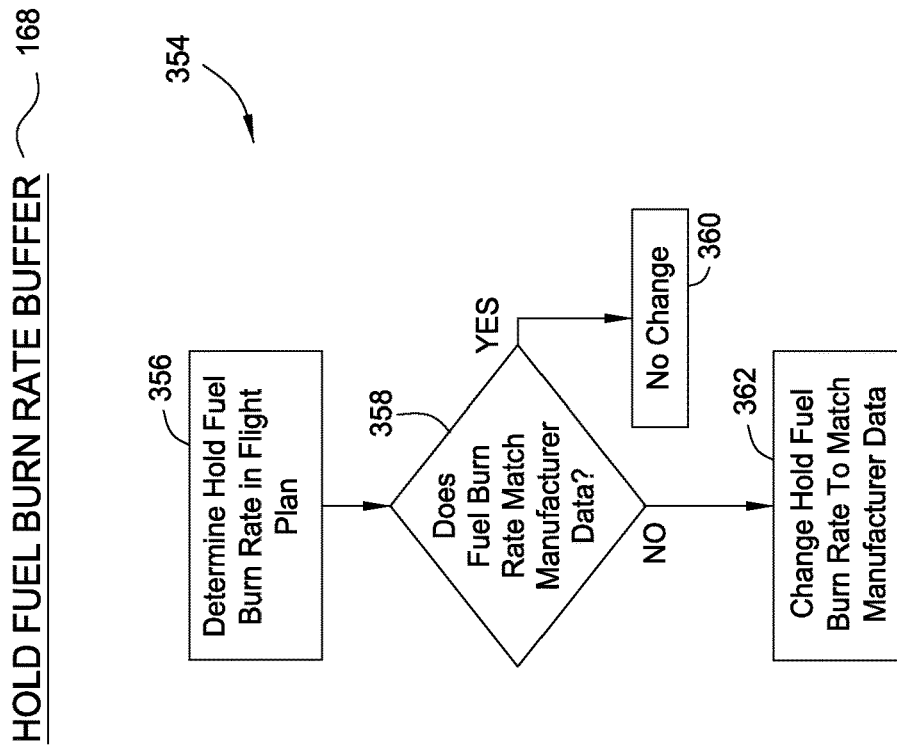 HOLD FUEL BURN RATE BUFFER 168
354
356
Determine Hold Fuel
Burn Rate in Flight
Plan
358
Does
Fuel Burn
Rate Match
Manufacturer
Data?
YES
No Change
360
NO
362
Change Hold Fuel
Burn Rate To Match
Manufacturer Data